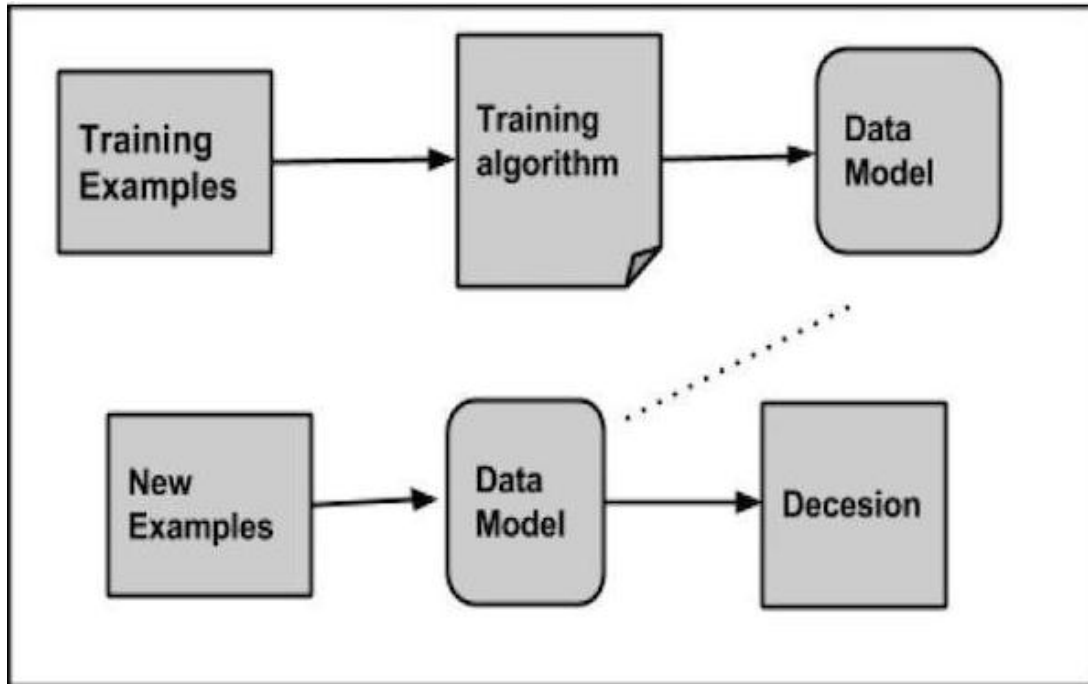 Training
Examples
Training
algorithm
Data
Model
New
Examples
Data
Model
Decesion